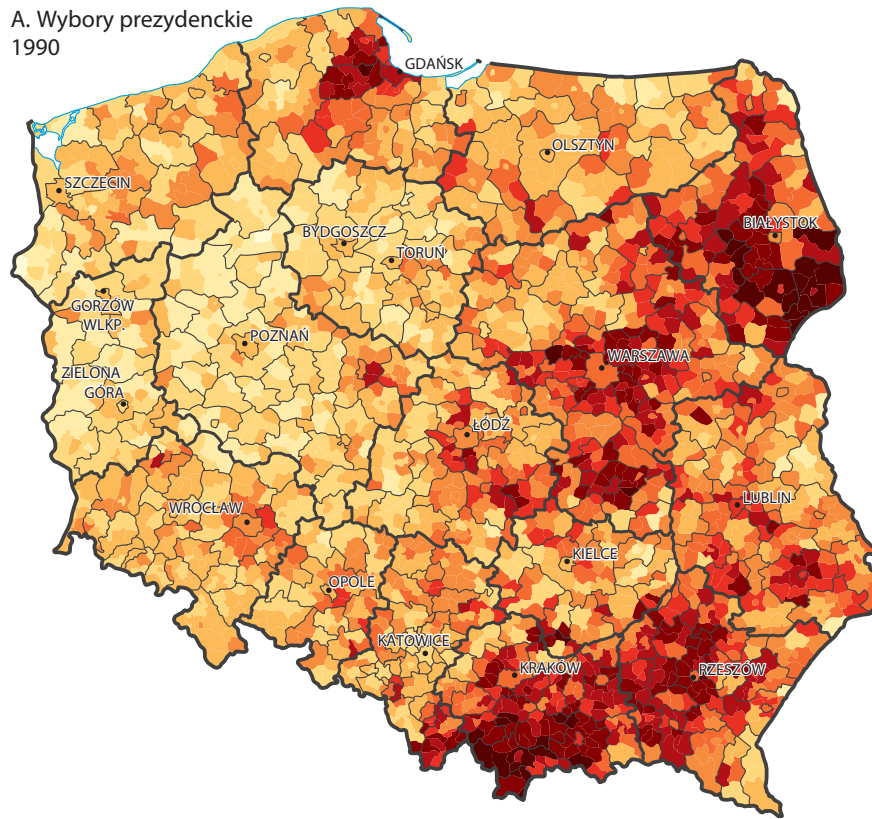 A. Wybory prezydenckie
1990
GDAŃSK
OLSZTYN
SZCZECIN
BIAŁYSTOK
BYDGOSZCZ
TORUŃ
GORZÓW
WLKP.
POZNAŃ
WARSZAWA
ZIELONA
GÓRA
ŁÓDŹ
LUBLIN
WROCŁAW
KIELCE
OPOLE
KATOWICE
KRAKÓW
RZESZÓW